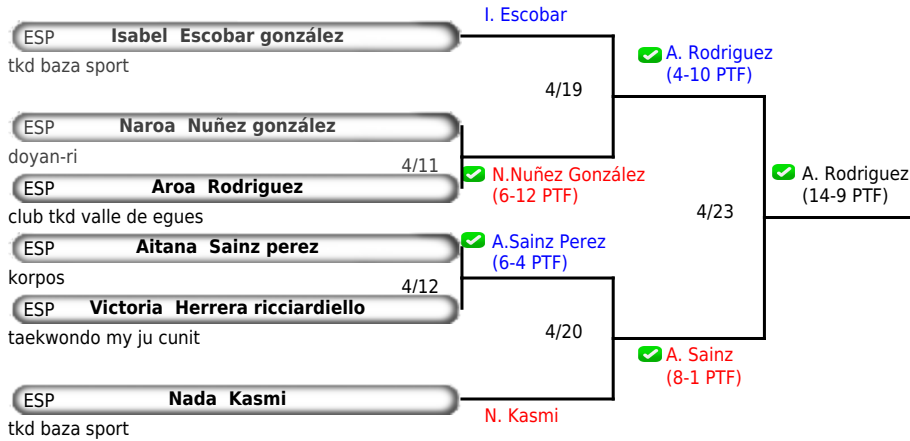 I. Escobar
ESP Isabel Escobar gonzález
tkd baza sport
A. Rodriguez
(4-10 PTF)
4/19
ESP Naroa Nuñez gonzález
doyan-ri
4/11
N.Nuñez González
(6-12 PTF)
A. Rodriguez
(14-9 PTF)
ESP Aroa Rodriguez
club tkd valle de egues
4/23
ESP Aitana Sainz perez
A.Sainz Perez
(6-4 PTF)
korpos
4/12
ESP Victoria Herrera ricciardiello
taekwondo my ju cunit
4/20
A. Sainz
(8-1 PTF)
ESP Nada Kasmi
N. Kasmi
tkd baza sport